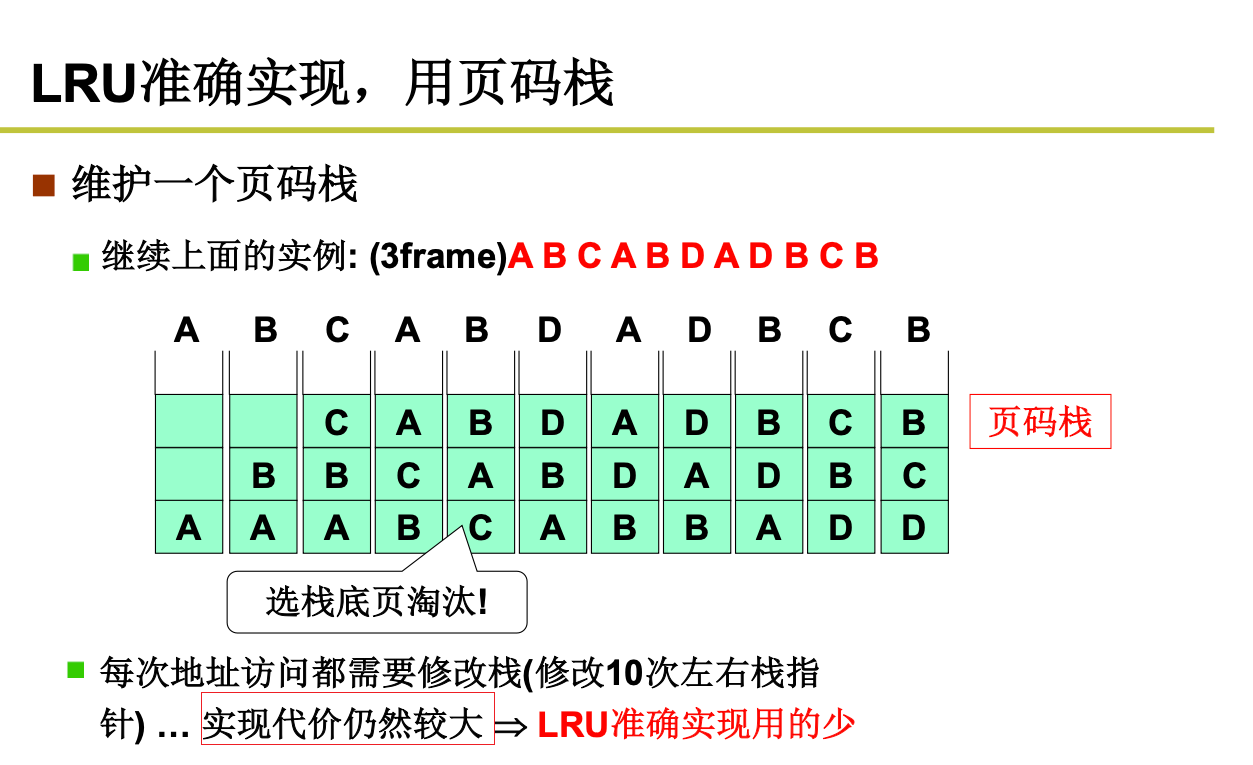 LRU准确实现，用页码栈
维护一个页码栈
继续上面的实例: (3frame)A B C A B D A D B C B
A B C A B D A D B C B
C A B D A D B C B
页码栈
B B C A B D A D B C
A A A B C A B B A D D
选栈底页淘汰!
每次地址访问都需要修改栈(修改10次左右栈指
针) … 实现代价仍然较大 ⇒ LRU准确实现用的少